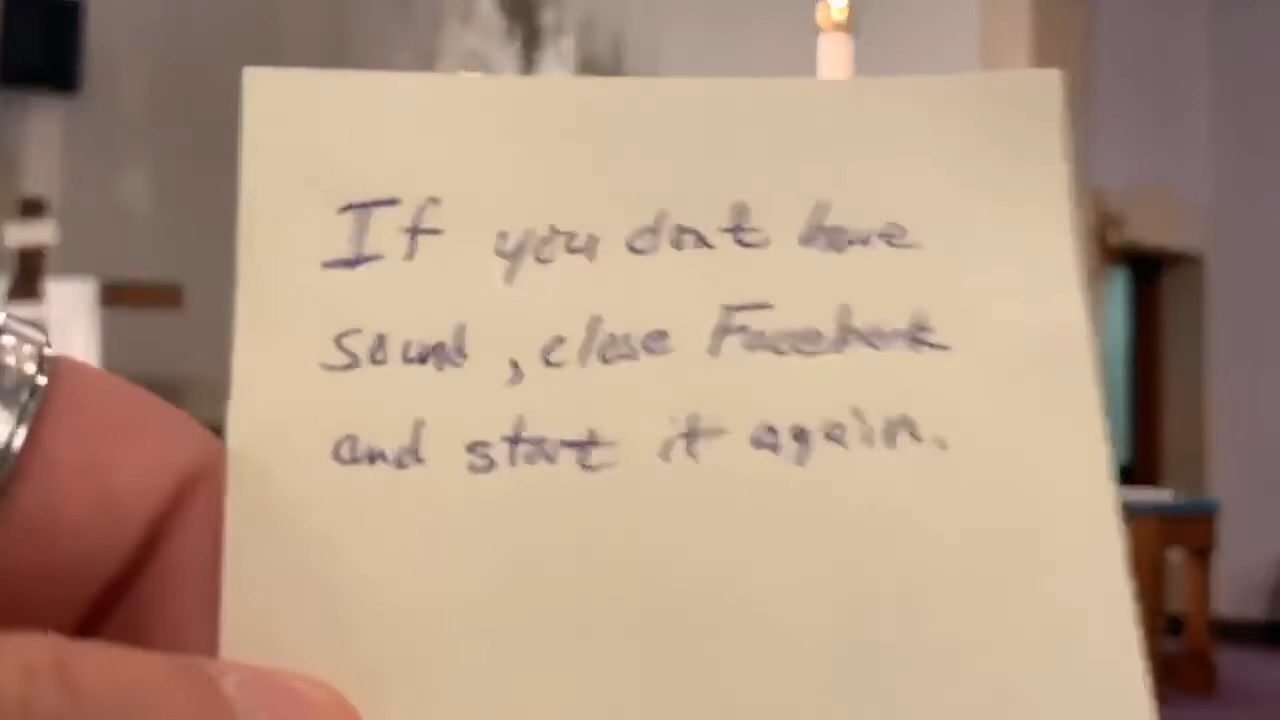 If you dont have
sound, close Facebook
and start it again.